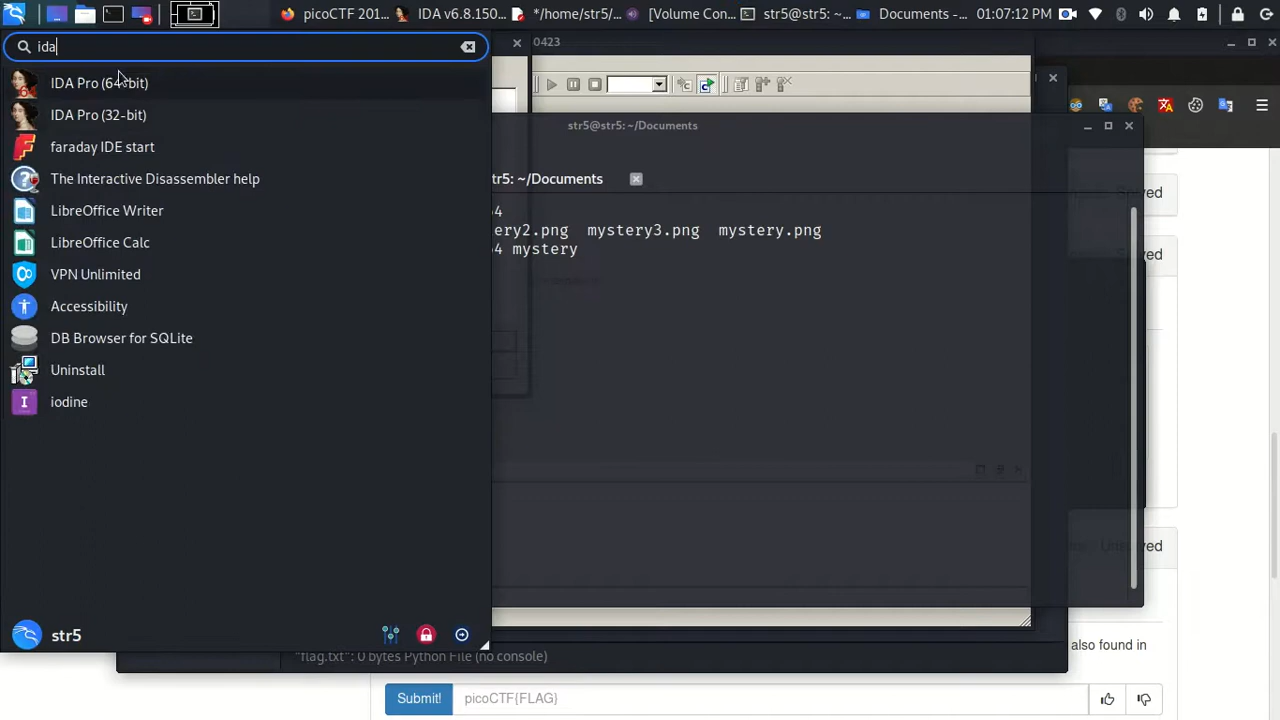 picoCTF 201...
IDA v6.8.150...
*/home/str5/...
[Volume Con...
str5@str5: ~...
Documents - ...
01:07:12 PM
ida
0423
IDA Pro (64-bit)
IDA Pro (32-bit)
faraday IDE start
The Interactive Disassembler help
LibreOffice Writer
LibreOffice Calc
VPN Unlimited
Accessibility
DB Browser for SQLite
Uninstall
iodine
str5
str5@str5: ~/Documents
tr5: ~/Documents
64
ery2.png mystery3.png mystery.png
64 mystery
"flag.txt": 0 bytes Python File (no console)
also found in
Submit!
picoCTF{FLAG}